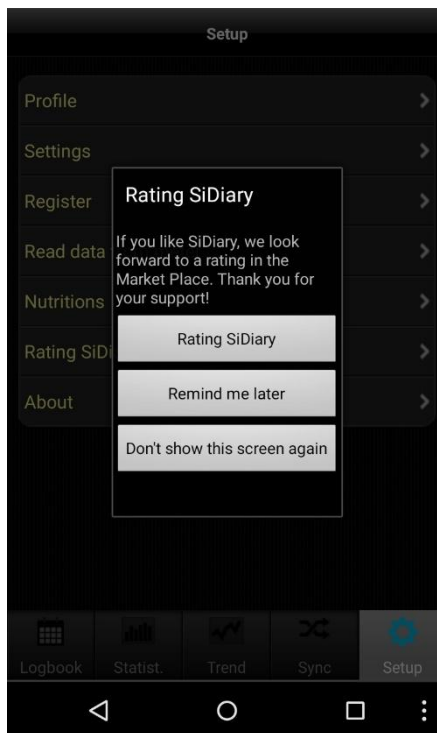 Setup
Profile
Settings
Register
Read data
Nutritions
Rating SiDi
About
Rating SiDiary
If you like SiDiary, we look
forward to a rating in the
Market Place. Thank you for
your support!
Rating SiDiary
Remind me later
Don't show this screen again
Logbook
Statist.
Trend
Sync
Setup